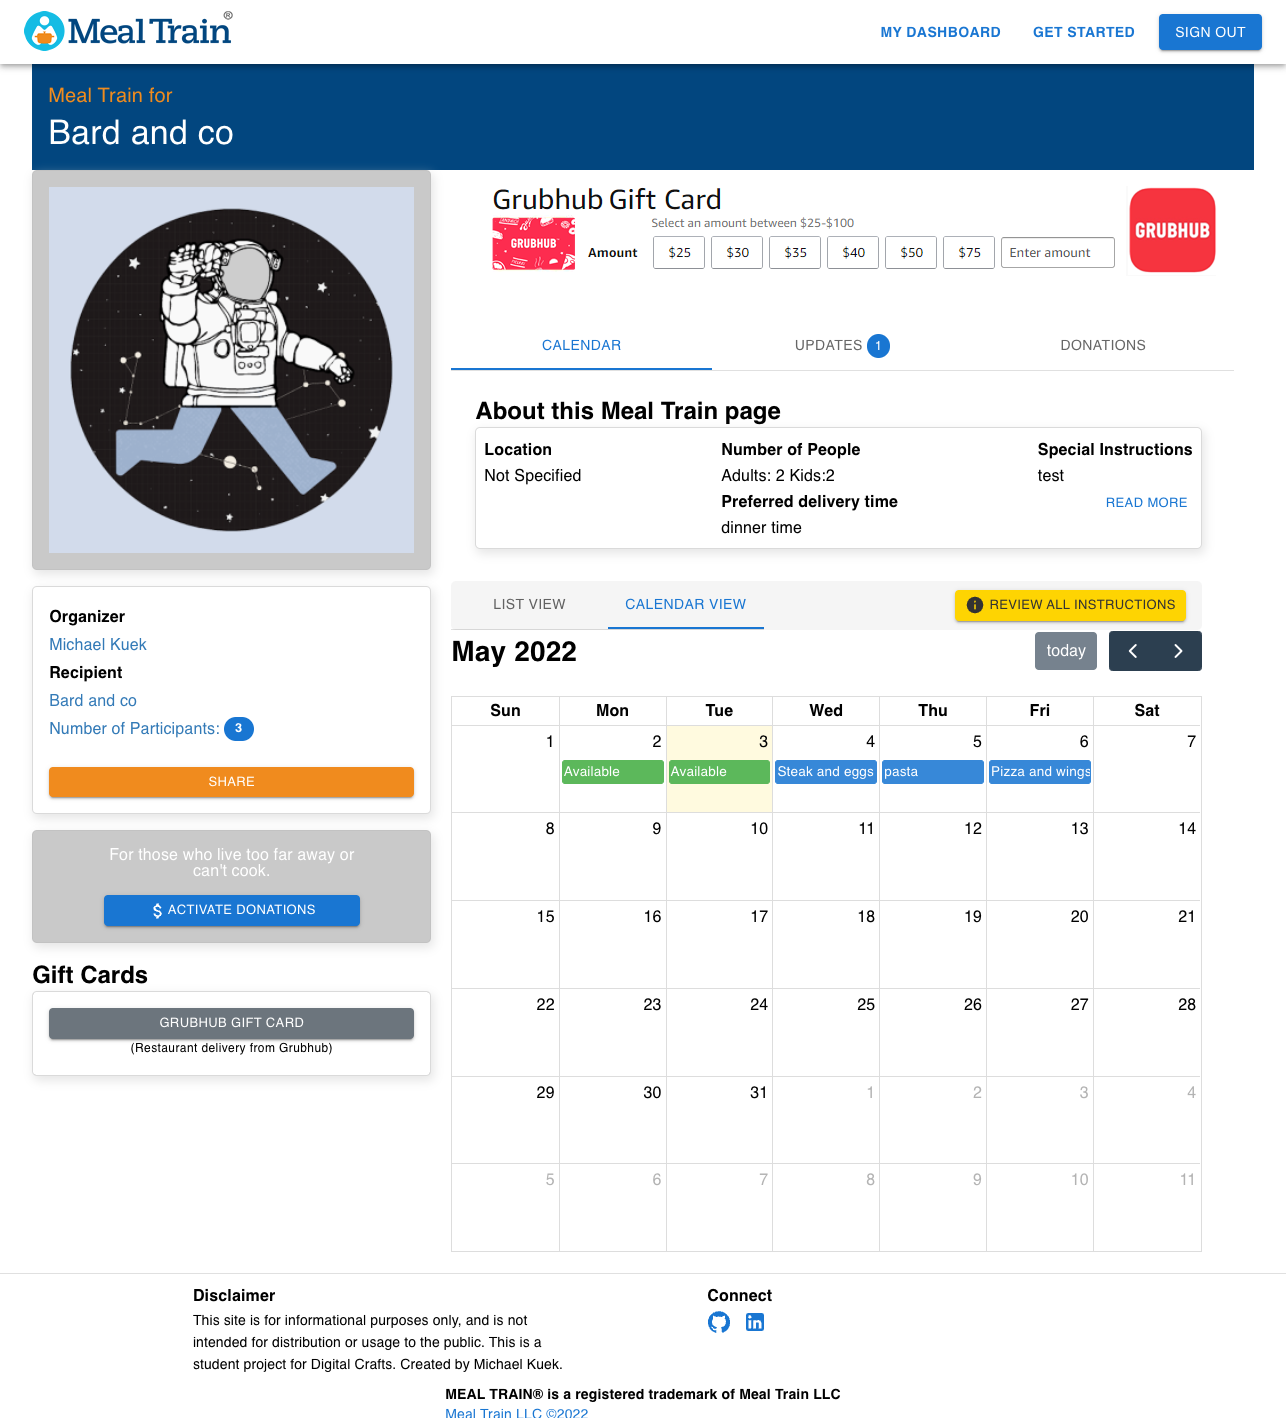 Meal Train®
MY DASHBOARD
GET STARTED
SIGN OUT
Meal Train for
Bard and co
Grubhub Gift Card
Select an amount between $25-$100
GRUBHUB
Amount
$25
$30
$35
$40
$50
$75
Enter amount
GRUBHUB
CALENDAR
UPDATES 1
DONATIONS
About this Meal Train page
Location
Not Specified
Number of People
Adults: 2 Kids:2
Preferred delivery time
dinner time
Special Instructions
test
READ MORE
Organizer
Michael Kuek
Recipient
Bard and co
Number of Participants: 3
SHARE
For those who live too far away or
can't cook.
$ ACTIVATE DONATIONS
Gift Cards
GRUBHUB GIFT CARD
(Restaurant delivery from Grubhub)
LIST VIEW
CALENDAR VIEW
REVIEW ALL INSTRUCTIONS
May 2022
today
Sun Mon Tue Wed Thu Fri Sat
1 2 3 4 5 6 7
Available Available Steak and eggs pasta Pizza and wings
8 9 10 11 12 13 14
15 16 17 18 19 20 21
22 23 24 25 26 27 28
29 30 31 1 2 3 4
5 6 7 8 9 10 11
Disclaimer
This site is for informational purposes only, and is not
intended for distribution or usage to the public. This is a
student project for Digital Crafts. Created by Michael Kuek.
Connect
MEAL TRAIN® is a registered trademark of Meal Train LLC
Meal Train LLC ©2022